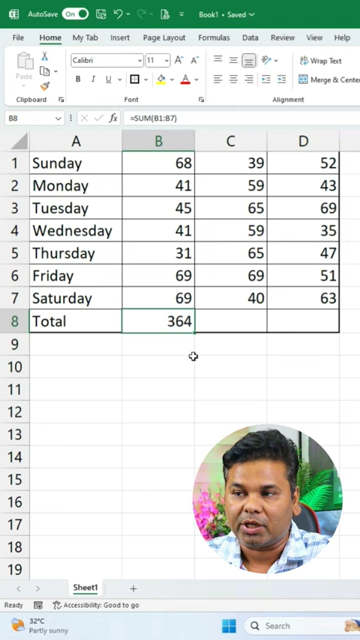 AutoSave On Book1 • Saved
File Home My Tab Insert Page Layout Formulas Data Review View
Calibri 11 Wrap Text
Paste B I U Merge & Center
Clipboard Font Alignment
B8 fx =SUM(B1:B7)
A B C D
1 Sunday 68 39 52
2 Monday 41 59 43
3 Tuesday 45 65 69
4 Wednesday 41 59 35
5 Thursday 31 65 47
6 Friday 69 69 51
7 Saturday 69 40 63
8 Total 364
9
10
11
12
13
14
15
16
17
18
19
Sheet1
Ready Accessibility: Good to go
32°C
Partly sunny
Search